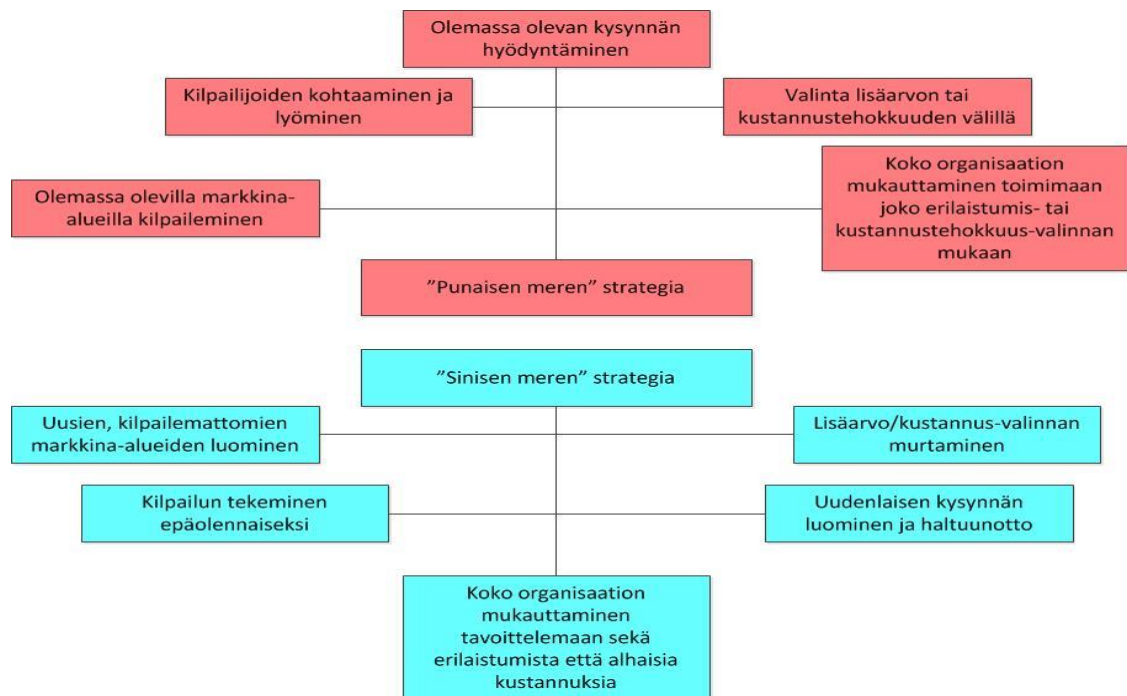 Olemassa olevan kysynnän
hyödyntäminen
Kilpailijoiden kohtaaminen ja
lyöminen
Valinta lisäarvon tai
kustannustehokkuuden välillä
Olemassa olevilla markkina-
alueilla kilpaileminen
Koko organisaation
mukauttaminen toimimaan
joko erilaistumis- tai
kustannustehokkuus-valinnan
mukaan
”Punaisen meren” strategia
”Sinisen meren” strategia
Uusien, kilpailemattomien
markkina-alueiden luominen
Lisäarvo/kustannus-valinnan
murtaminen
Kilpailun tekeminen
epäolennaiseksi
Uudenlaisen kysynnän
luominen ja haltuunotto
Koko organisaation
mukauttaminen
tavoittelemaan sekä
erilaistumista että alhaisia
kustannuksia